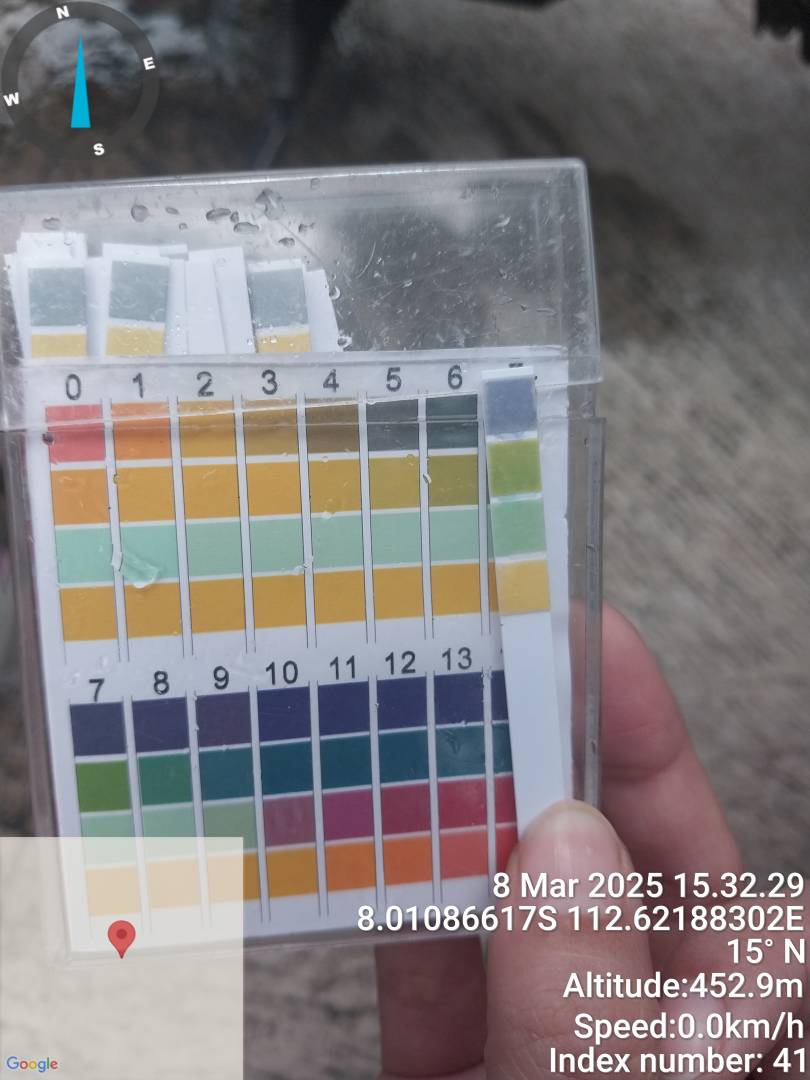 N
E
W
S
0 1 2 3 4 5 6
7 8 9 10 11 12 13
8 Mar 2025 15.32.29
8.01086617S 112.62188302E
15° N
Altitude:452.9m
Speed:0.0km/h
Index number: 41
Google